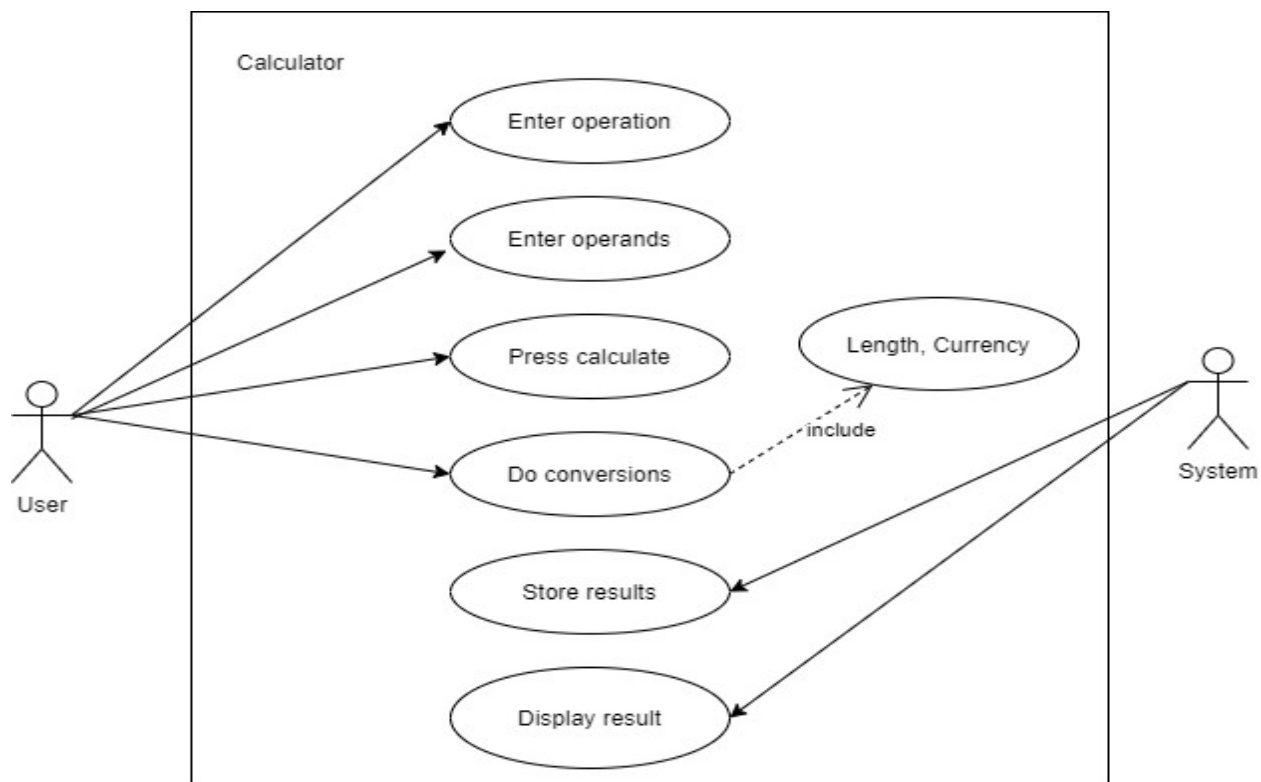 Calculator
Enter operation
Enter operands
Press calculate
Length, Currency
include
Do conversions
User
System
Store results
Display result